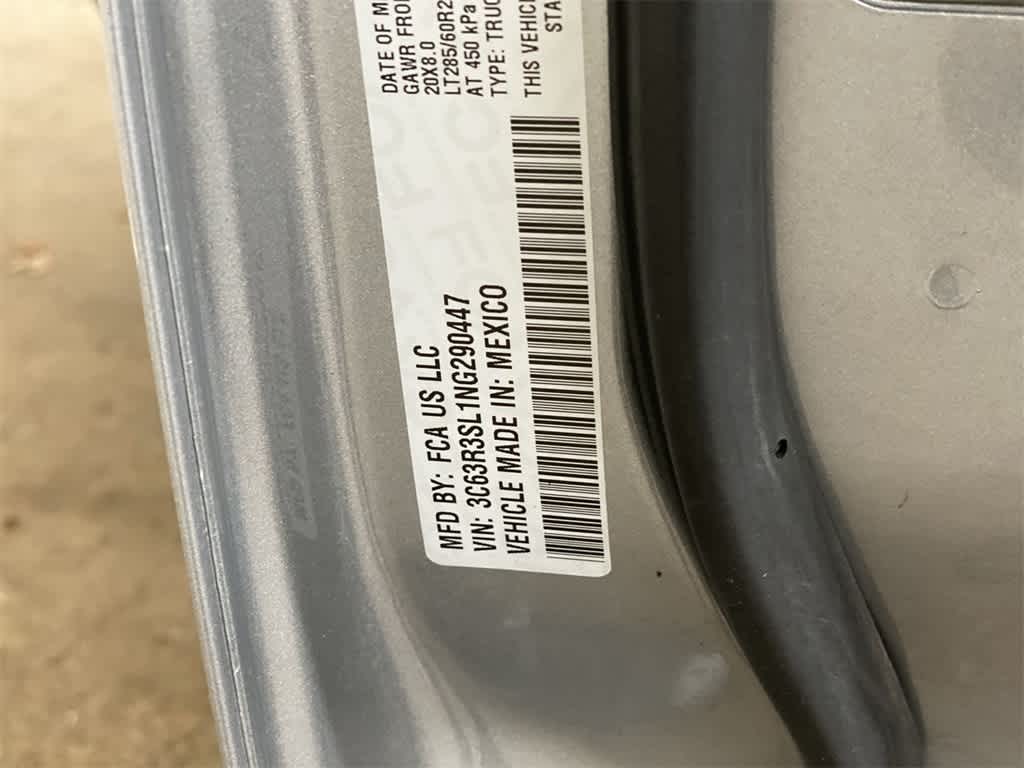 MFD BY: FCA US LLC
VIN: 3C63R3SL1NG290447
VEHICLE MADE IN: MEXICO
DATE OF M
GAWR FRO
20X8.0
LT285/60R2
AT 450 kPa
TYPE: TRUC
THIS VEHIC
STA